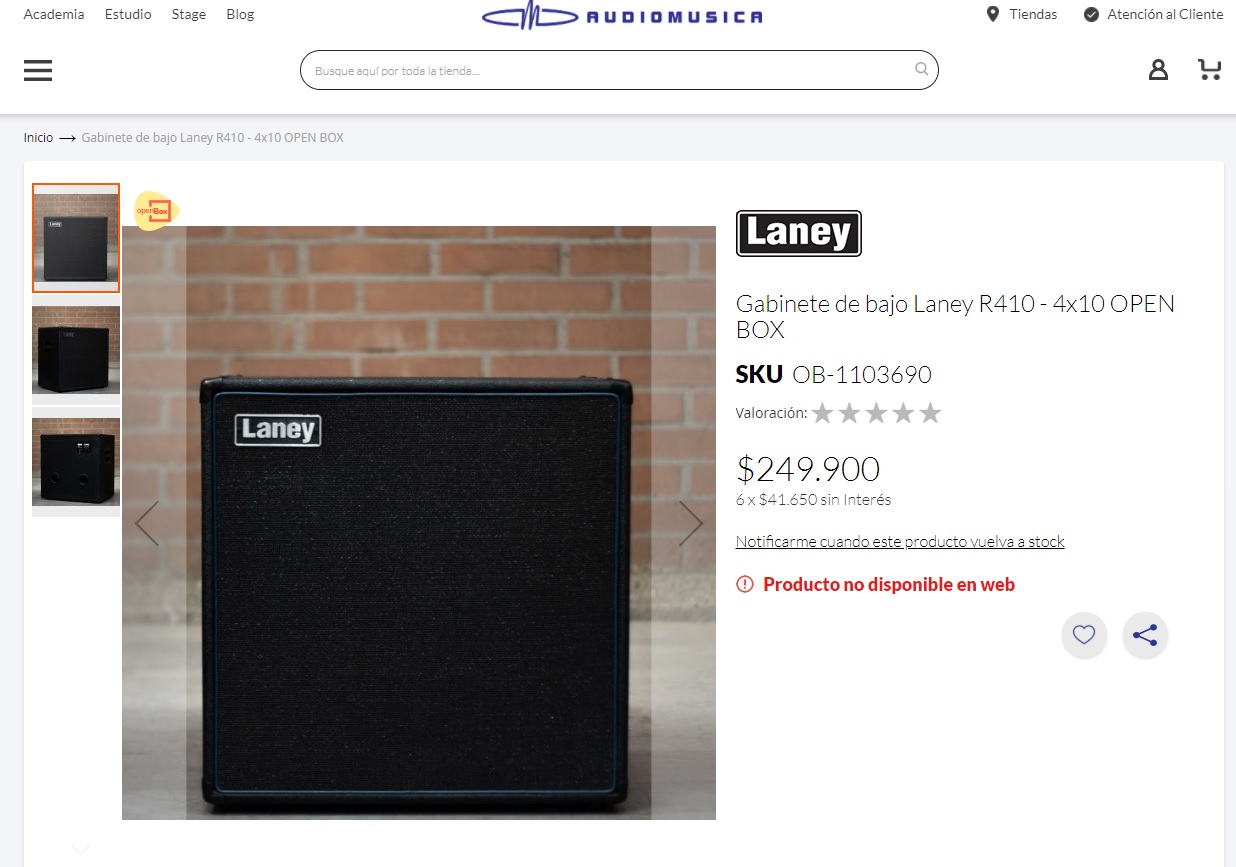 Academia Estudio Stage Blog
AUDIOMUSICA
Tiendas Atención al Cliente
Busque aquí por toda la tienda...
Inicio → Gabinete de bajo Laney R410 - 4x10 OPEN BOX
openBox
Laney
Laney
Laney
Gabinete de bajo Laney R410 - 4x10 OPEN
BOX
SKU OB-1103690
Valoración:
$249.900
6 x $41.650 sin Interés
Notificarme cuando este producto vuelva a stock
Producto no disponible en web